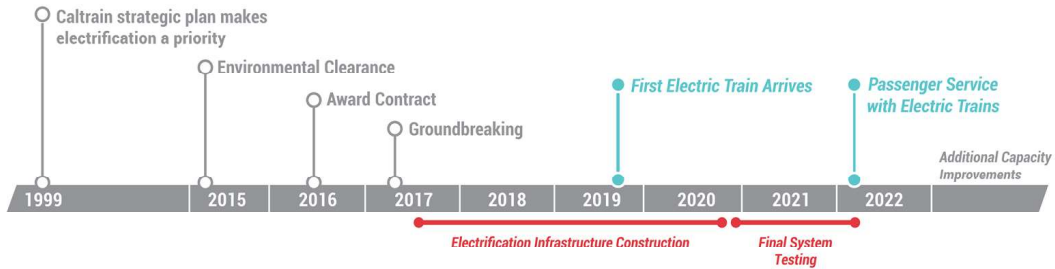 Caltrain strategic plan makes
electrification a priority
Environmental Clearance
Award Contract
Groundbreaking
First Electric Train Arrives
Passenger Service
with Electric Trains
Additional Capacity
Improvements
1999
2015
2016
2017
2018
2019
2020
2021
2022
Electrification Infrastructure Construction
Final System
Testing